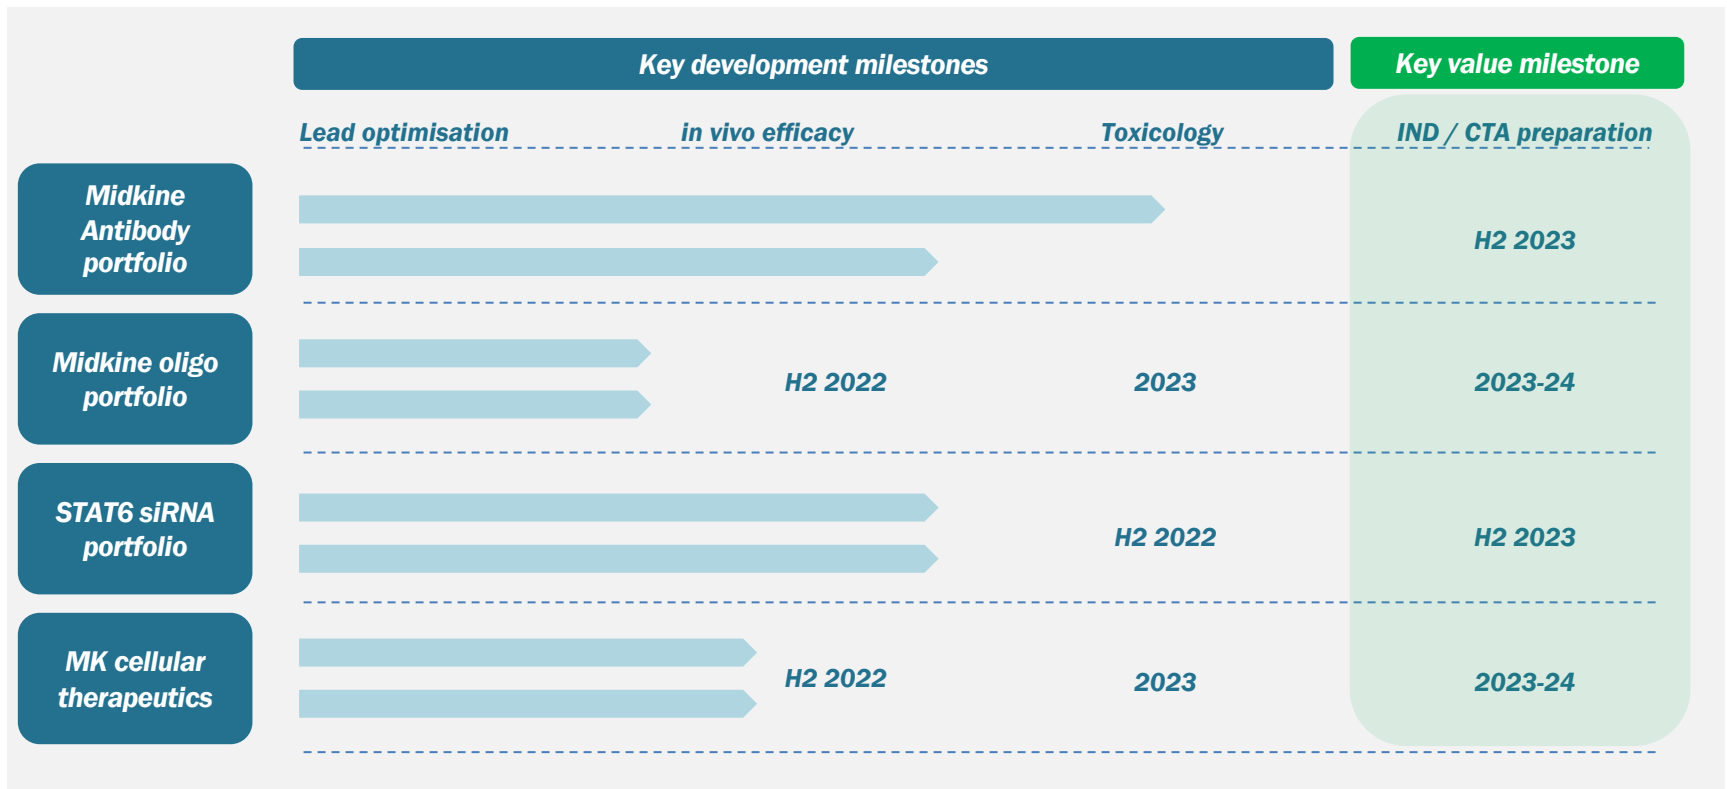 Key development milestones
Key value milestone
Lead optimisation
in vivo efficacy
Toxicology
IND / CTA preparation
Midkine
Antibody
portfolio
H2 2023
Midkine oligo
portfolio
H2 2022
2023
2023-24
STAT6 siRNA
portfolio
H2 2022
H2 2023
MK cellular
therapeutics
H2 2022
2023
2023-24